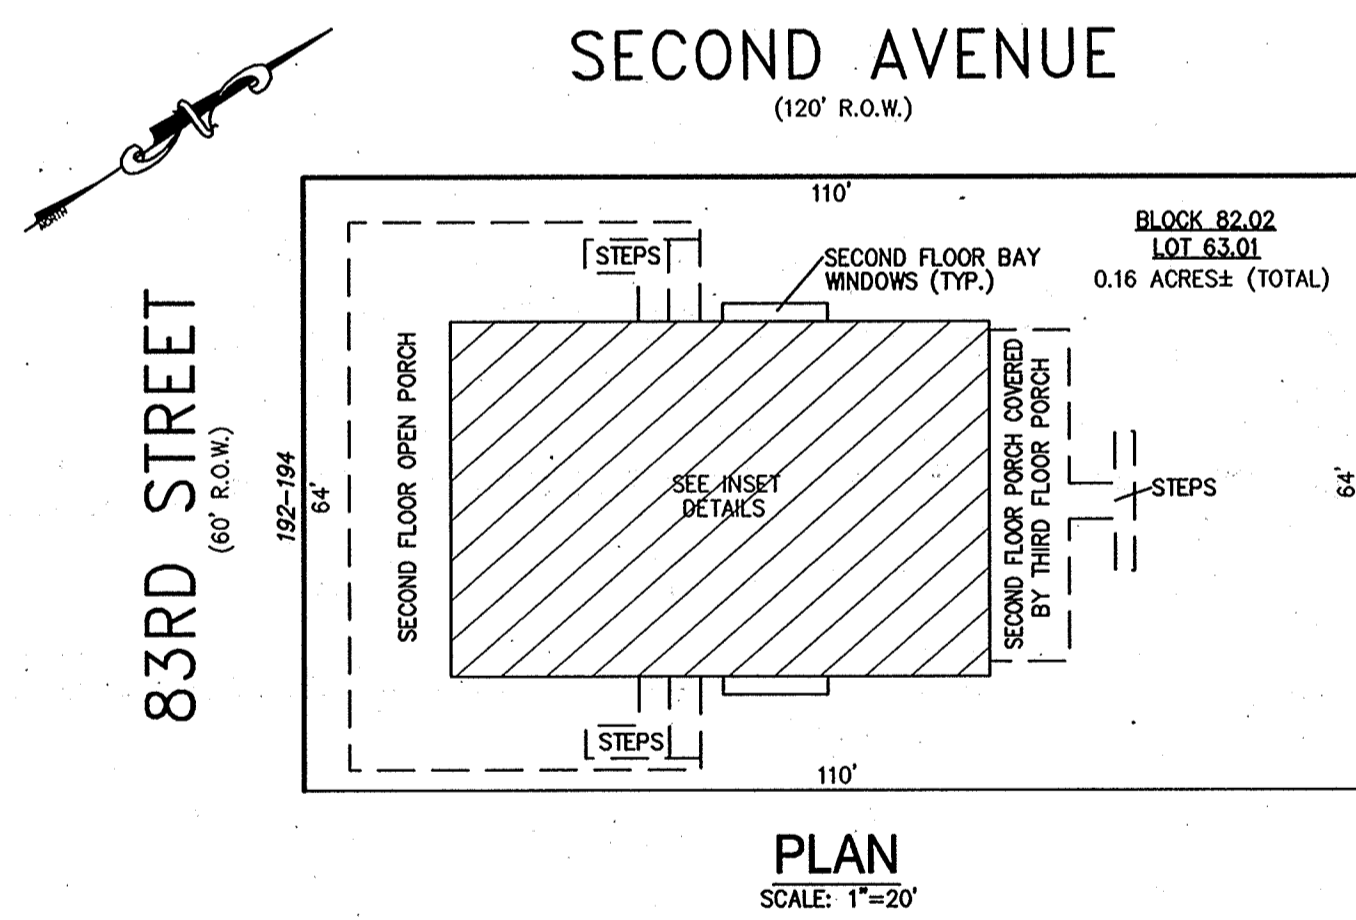 SECOND AVENUE
(120' R.O.W.)
NORTH
110'
BLOCK 82.02
LOT 63.01
0.16 ACRES± (TOTAL)
STEPS
SECOND FLOOR BAY
WINDOWS (TYP.)
83RD STREET
(60' R.O.W.)
192-194
64'
SECOND FLOOR OPEN PORCH
SEE INSET
DETAILS
SECOND FLOOR PORCH COVERED
BY THIRD FLOOR PORCH
STEPS
64'
STEPS
110'
PLAN
SCALE: 1"=20'